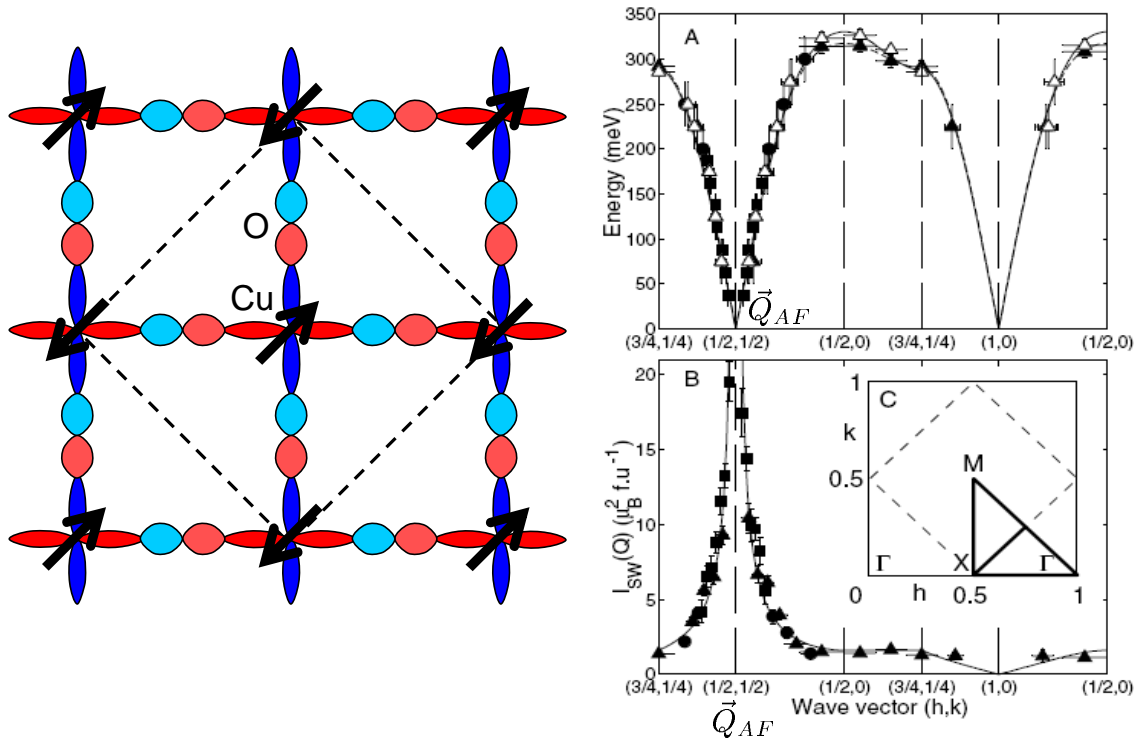 O
Cu
A
Energy (meV)
350
300
250
200
150
100
50
0
(3/4,1/4) (1/2,1/2) (1/2,0) (3/4,1/4) (1,0) (1/2,0)
Q⃗ AF
B
I SW (Q) (μ B ² f.u⁻¹)
20
15
10
5
0
C
1
k
0.5
M
Γ X Γ
0 h 0.5 1
(3/4,1/4) (1/2,1/2) (1/2,0) (3/4,1/4) (1,0) (1/2,0)
Wave vector (h,k)
Q⃗ AF